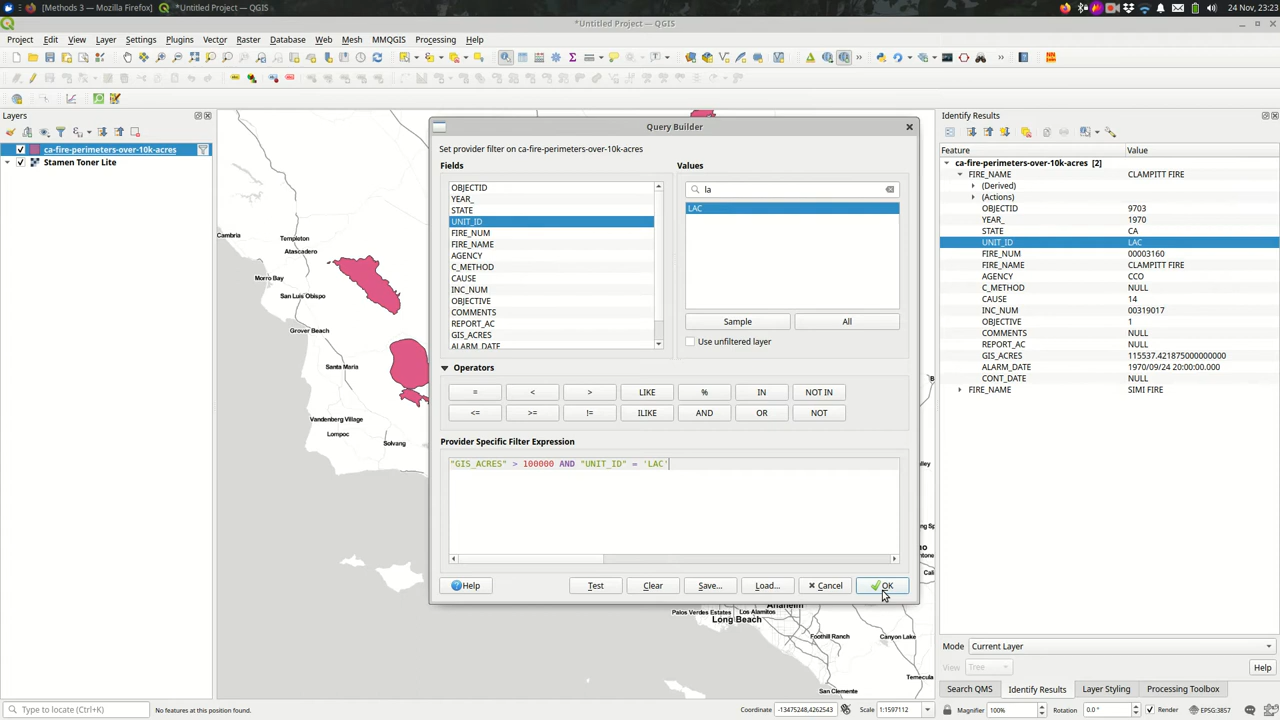 [Methods 3 — Mozilla Firefox]
*Untitled Project — QGIS
24 Nov, 23:23
*Untitled Project — QGIS
Project Edit View Layer Settings Plugins Vector Raster Database Web Mesh MMQGIS Processing Help
Layers
ca-fire-perimeters-over-10k-acres
Stamen Toner Lite
Cambria
Templeton
Atascadero
Morro Bay
San Luis Obispo
Grover Beach
Santa Maria
Vandenberg Village
Lompoc
Solvang
Query Builder
Set provider filter on ca-fire-perimeters-over-10k-acres
Fields
OBJECTID
YEAR_
STATE
UNIT_ID
FIRE_NUM
FIRE_NAME
AGENCY
C_METHOD
CAUSE
INC_NUM
OBJECTIVE
COMMENTS
REPORT_AC
GIS_ACRES
ALARM_DATE
Values
la
LAC
Sample All
Use unfiltered layer
Operators
= < > LIKE % IN NOT IN
<= >= != ILIKE AND OR NOT
Provider Specific Filter Expression
"GIS_ACRES" > 100000 AND "UNIT_ID" = 'LAC'
Help Test Clear Save... Load... Cancel OK
Palos Verdes Estates
Los Alamitos
Anaheim
Long Beach
Foothill Ranch
Canyon Lake
Temecula
San Clemente
Identify Results
Feature Value
ca-fire-perimeters-over-10k-acres [2]
FIRE_NAME CLAMPITT FIRE
(Derived)
(Actions)
OBJECTID 9703
YEAR_ 1970
STATE CA
UNIT_ID LAC
FIRE_NUM 00003160
FIRE_NAME CLAMPITT FIRE
AGENCY CCO
C_METHOD NULL
CAUSE 14
INC_NUM 00319017
OBJECTIVE 1
COMMENTS NULL
REPORT_AC NULL
GIS_ACRES 115537.421875000000000
ALARM_DATE 1970/09/24 20:00:00.000
CONT_DATE NULL
FIRE_NAME SIMI FIRE
Mode Current Layer
View Tree Help
Search QMS Identify Results Layer Styling Processing Toolbox
Type to locate (Ctrl+K)
No features at this position found.
Coordinate -13475248,4262543 Scale 1:1597112 Magnifier 100% Rotation 0.0 ° Render EPSG:3857